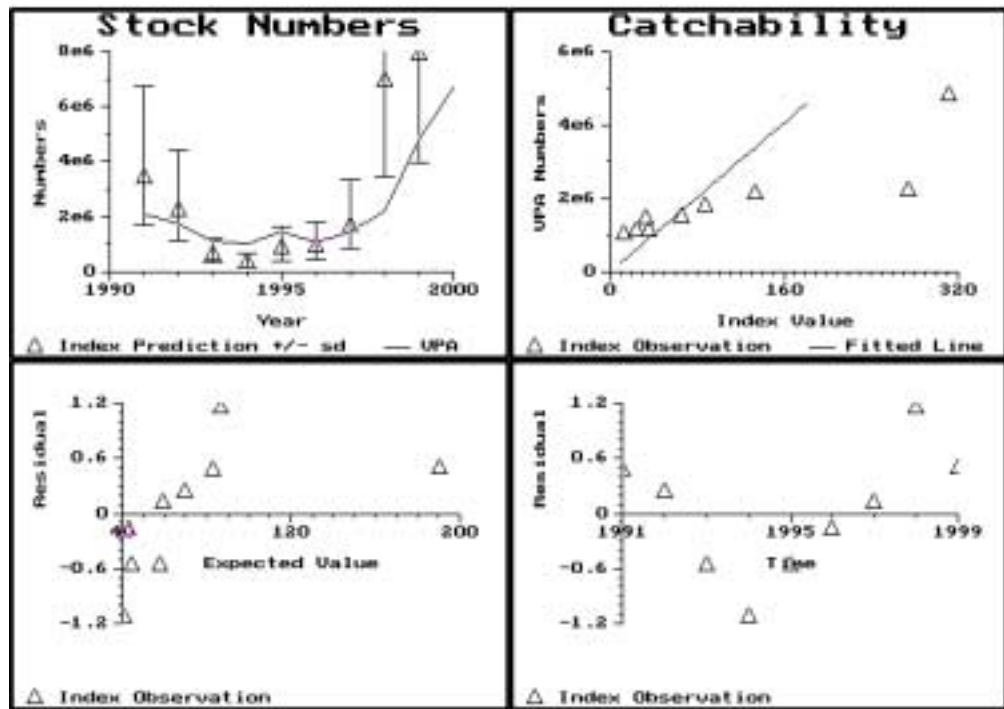 Stock Numbers
8e6
6e6
4e6
2e6
0
Numbers
1990
1995
2000
Year
Index Prediction +/- sd
VPA
Catchability
6e6
4e6
2e6
0
VPA Numbers
0
160
320
Index Value
Index Observation
Fitted Line
1.2
0.6
0
-0.6
-1.2
Residual
40
120
200
Expected Value
Index Observation
1.2
0.6
0
-0.6
-1.2
Residual
1991
1995
1999
Time
Index Observation